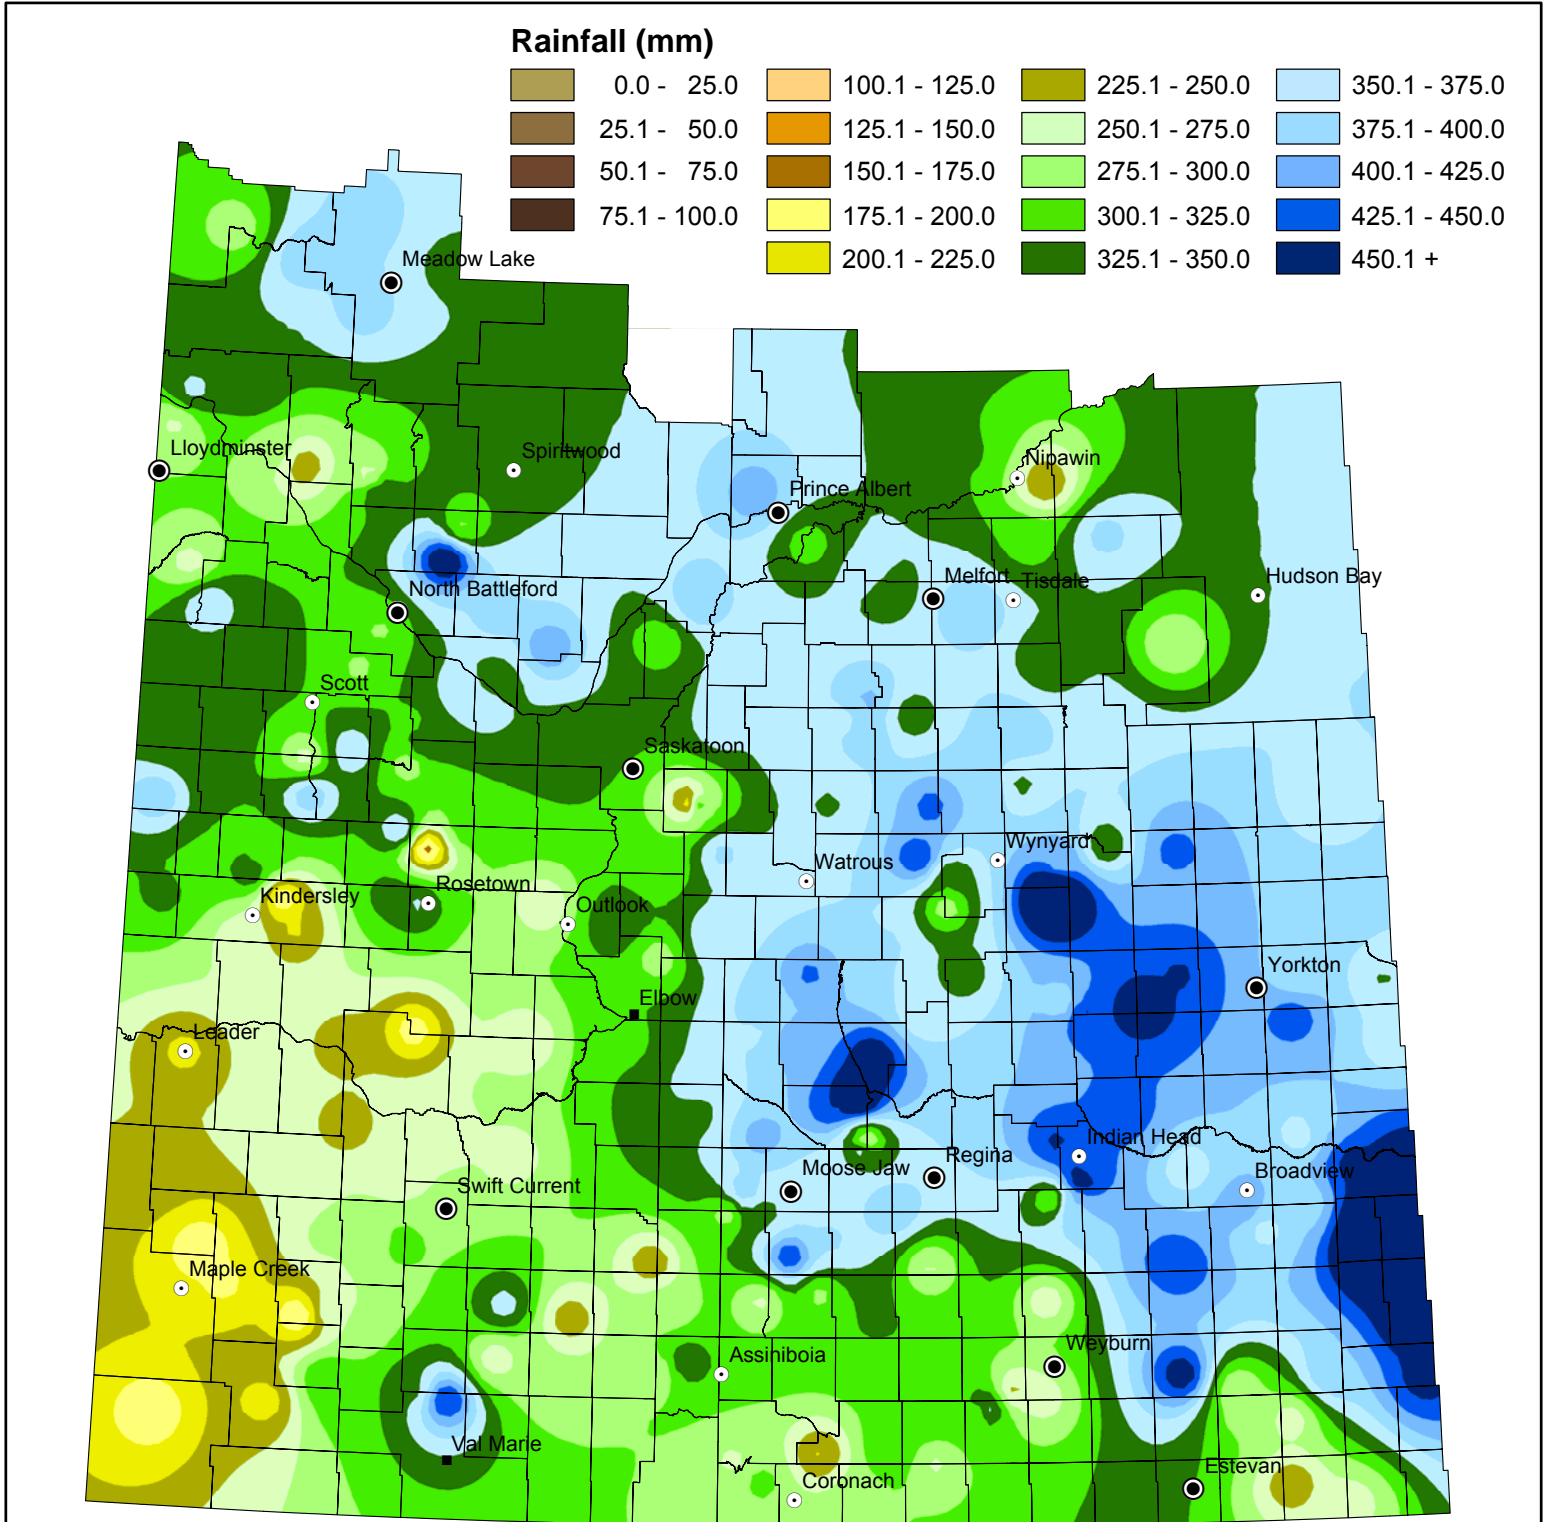 Rainfall (mm)
0.0 - 25.0
25.1 - 50.0
50.1 - 75.0
75.1 - 100.0
100.1 - 125.0
125.1 - 150.0
150.1 - 175.0
175.1 - 200.0
200.1 - 225.0
225.1 - 250.0
250.1 - 275.0
275.1 - 300.0
300.1 - 325.0
325.1 - 350.0
350.1 - 375.0
375.1 - 400.0
400.1 - 425.0
425.1 - 450.0
450.1 +
Meadow Lake
Lloydminster
Spiritwood
Nipawin
Prince Albert
North Battleford
Melfort
Tisdale
Hudson Bay
Scott
Saskatoon
Watrous
Wynyard
Kindersley
Rosetown
Outlook
Yorkton
Elbow
Leader
Indian Head
Moose Jaw
Regina
Broadview
Swift Current
Maple Creek
Assiniboia
Weyburn
Val Marie
Coronach
Estevan